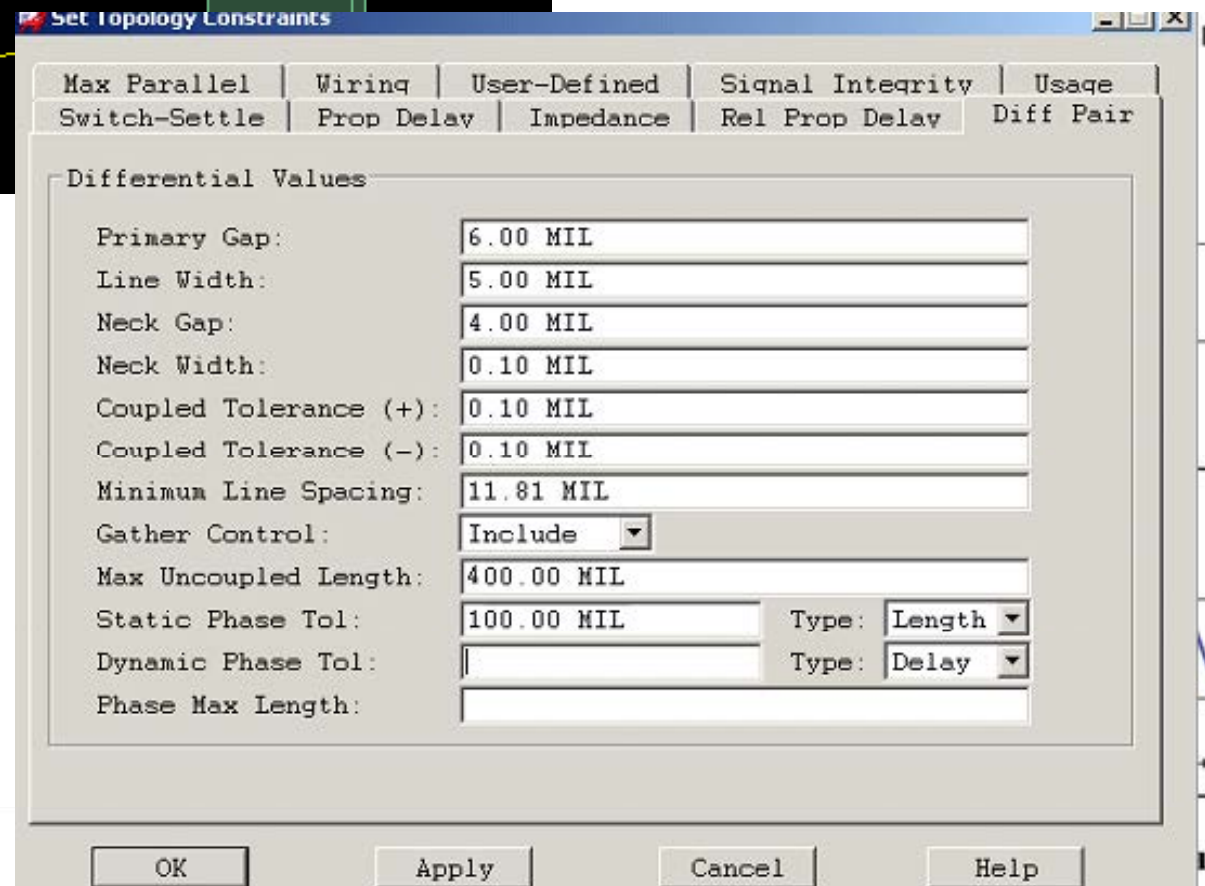 Set Topology Constraints
Max Parallel Wiring User-Defined Signal Integrity Usage
Switch-Settle Prop Delay Impedance Rel Prop Delay Diff Pair
Differential Values
Primary Gap: 6.00 MIL
Line Width: 5.00 MIL
Neck Gap: 4.00 MIL
Neck Width: 0.10 MIL
Coupled Tolerance (+): 0.10 MIL
Coupled Tolerance (-): 0.10 MIL
Minimum Line Spacing: 11.81 MIL
Gather Control: Include
Max Uncoupled Length: 400.00 MIL
Static Phase Tol: 100.00 MIL Type: Length
Dynamic Phase Tol: Type: Delay
Phase Max Length:
OK Apply Cancel Help